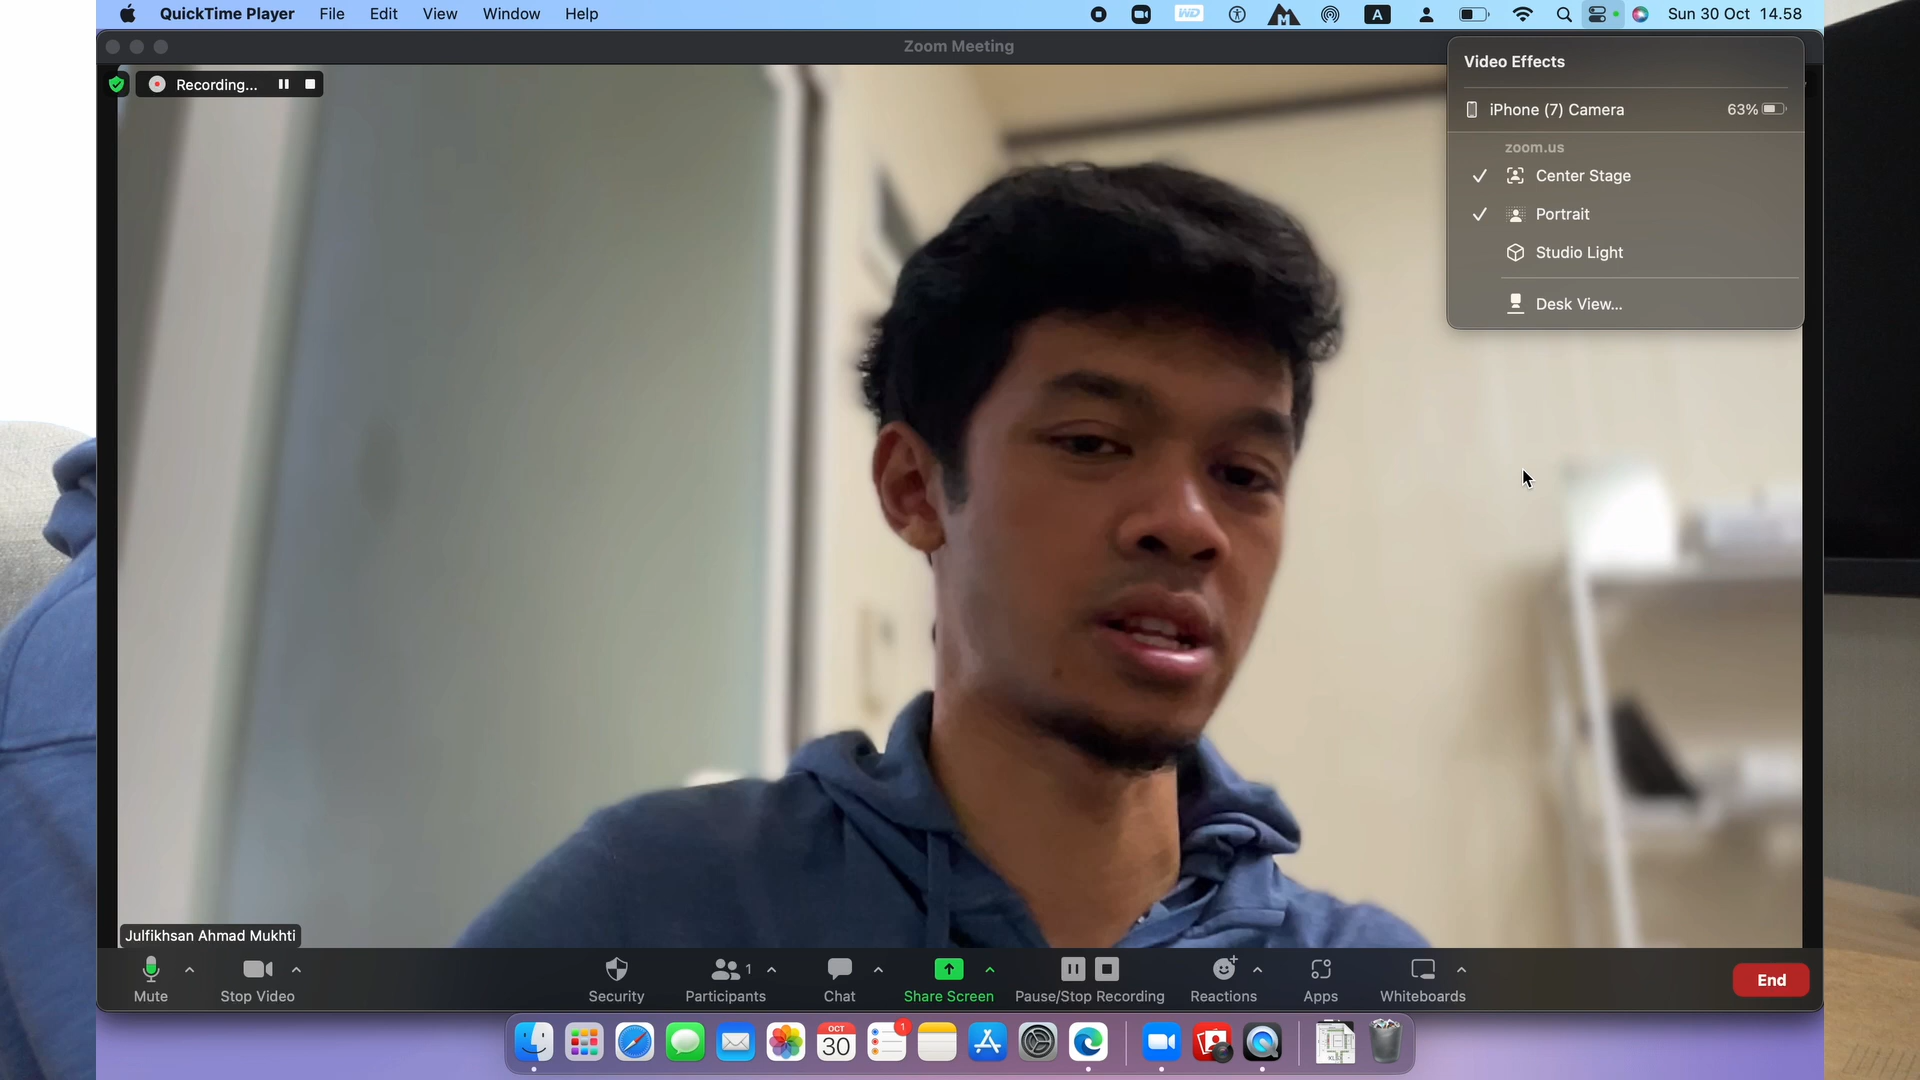 QuickTime Player File Edit View Window Help
WD A Sun 30 Oct 14.58
Zoom Meeting
Recording...
Video Effects
iPhone (7) Camera 63%
zoom.us
Center Stage
Portrait
Studio Light
Desk View...
Julfikhsan Ahmad Mukhti
Mute Stop Video Security Participants 1 Chat Share Screen Pause/Stop Recording Reactions Apps Whiteboards End
OCT
30
1